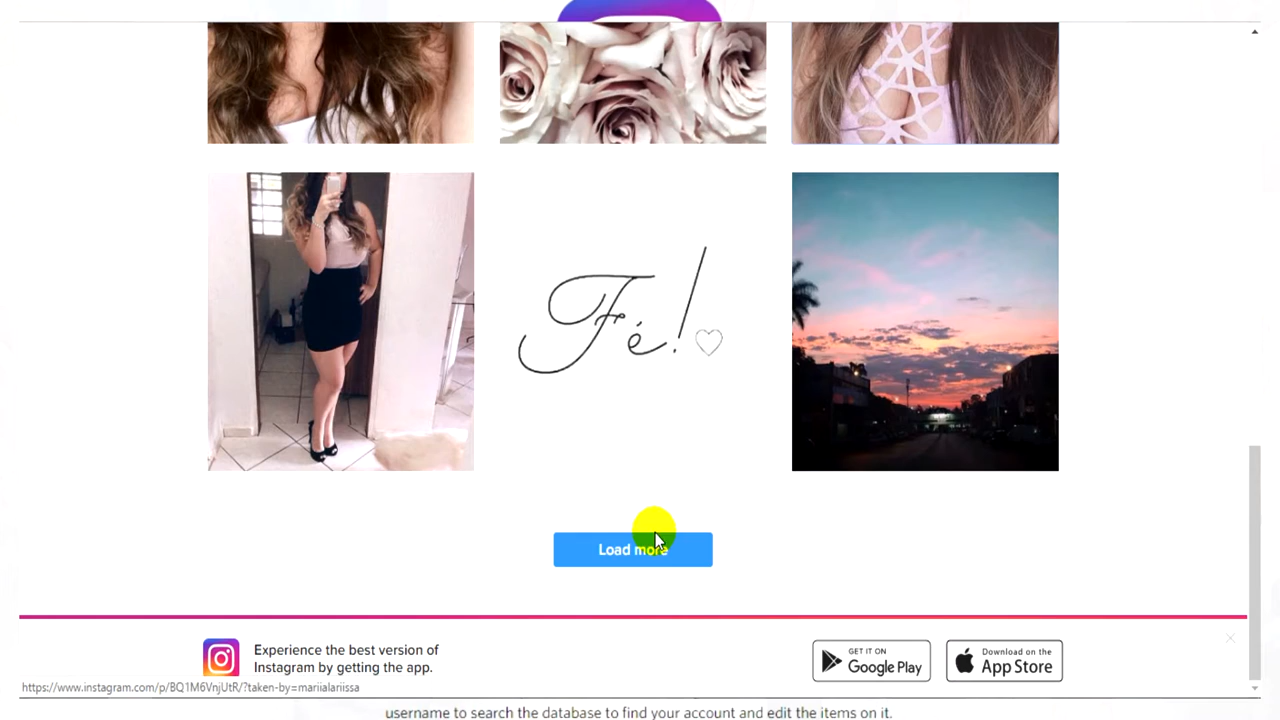 Fé!
Load more
Experience the best version of
Instagram by getting the app.
GET IT ON
Google Play
Download on the
App Store
https://www.instagram.com/p/BQ1M6VnjUtR/?taken-by=mariialariissa
username to search the database to find your account and edit the items on it.